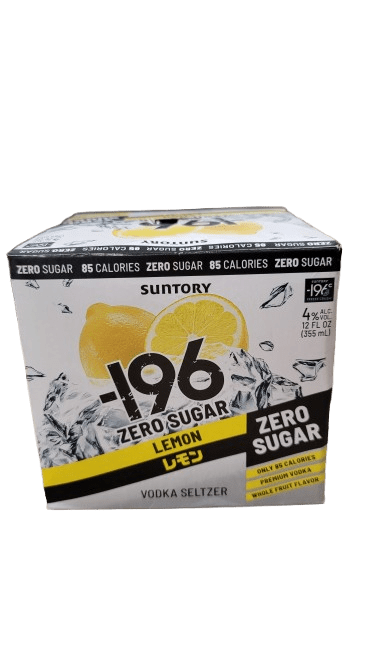 SUNTORY
ZERO SUGAR 85 CALORIES ZERO SUGAR 85 CALORIES ZERO SUGAR
SUNTORY
-196
ZERO SUGAR
LEMON
レモン
VODKA SELTZER
-196
4% ALC. VOL.
12 FL OZ
(355 mL)
ZERO
SUGAR
ONLY 85 CALORIES
PREMIUM VODKA
WHOLE FRUIT FLAVOR